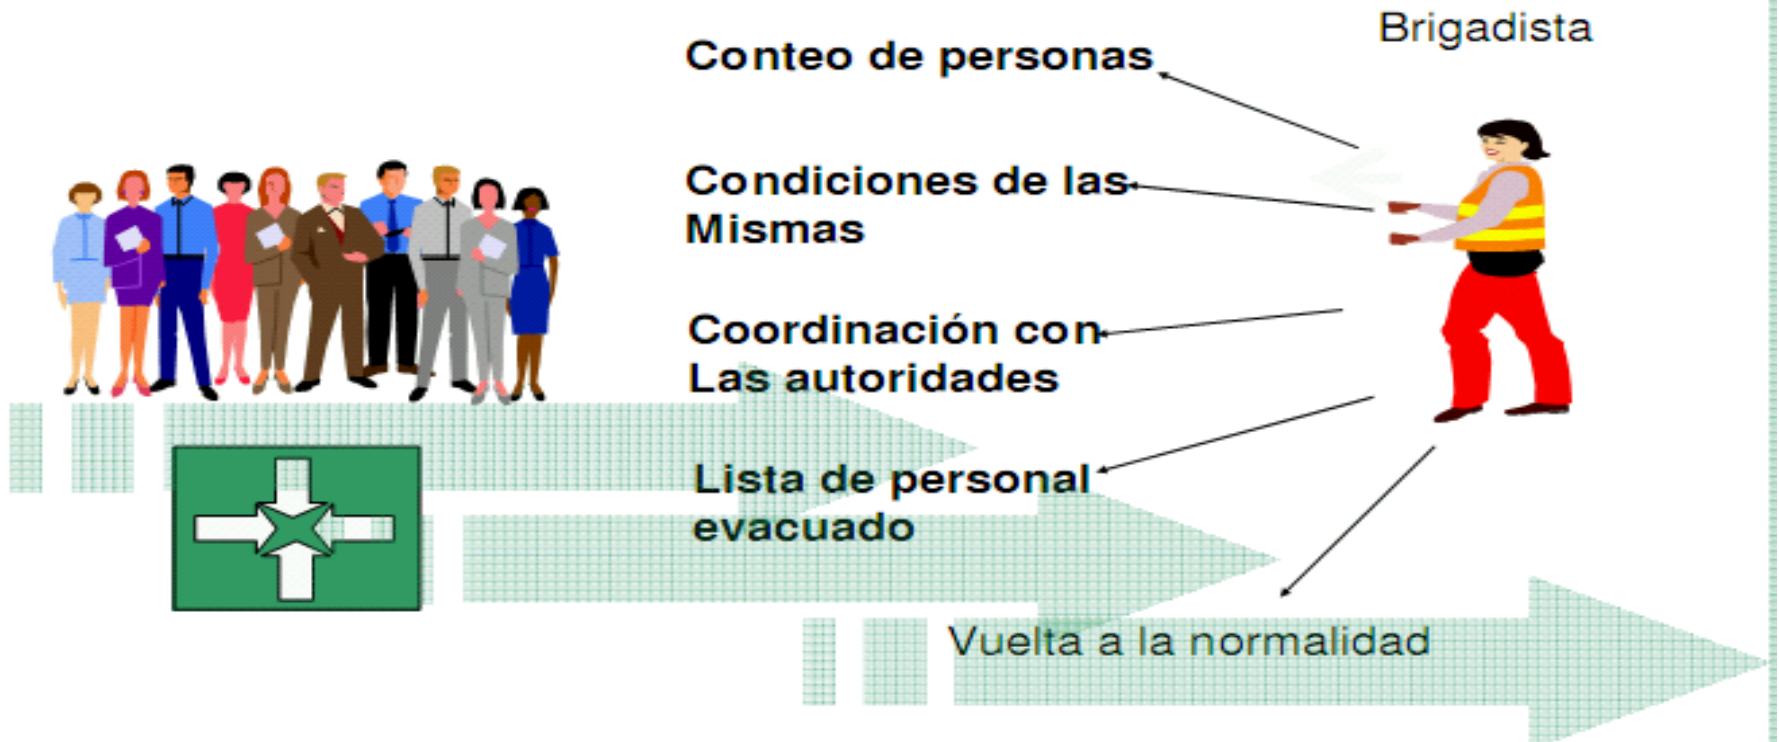 Brigadista
Conteo de personas
Condiciones de las
Mismas
Coordinación con
Las autoridades
Lista de personal
evacuado
Vuelta a la normalidad